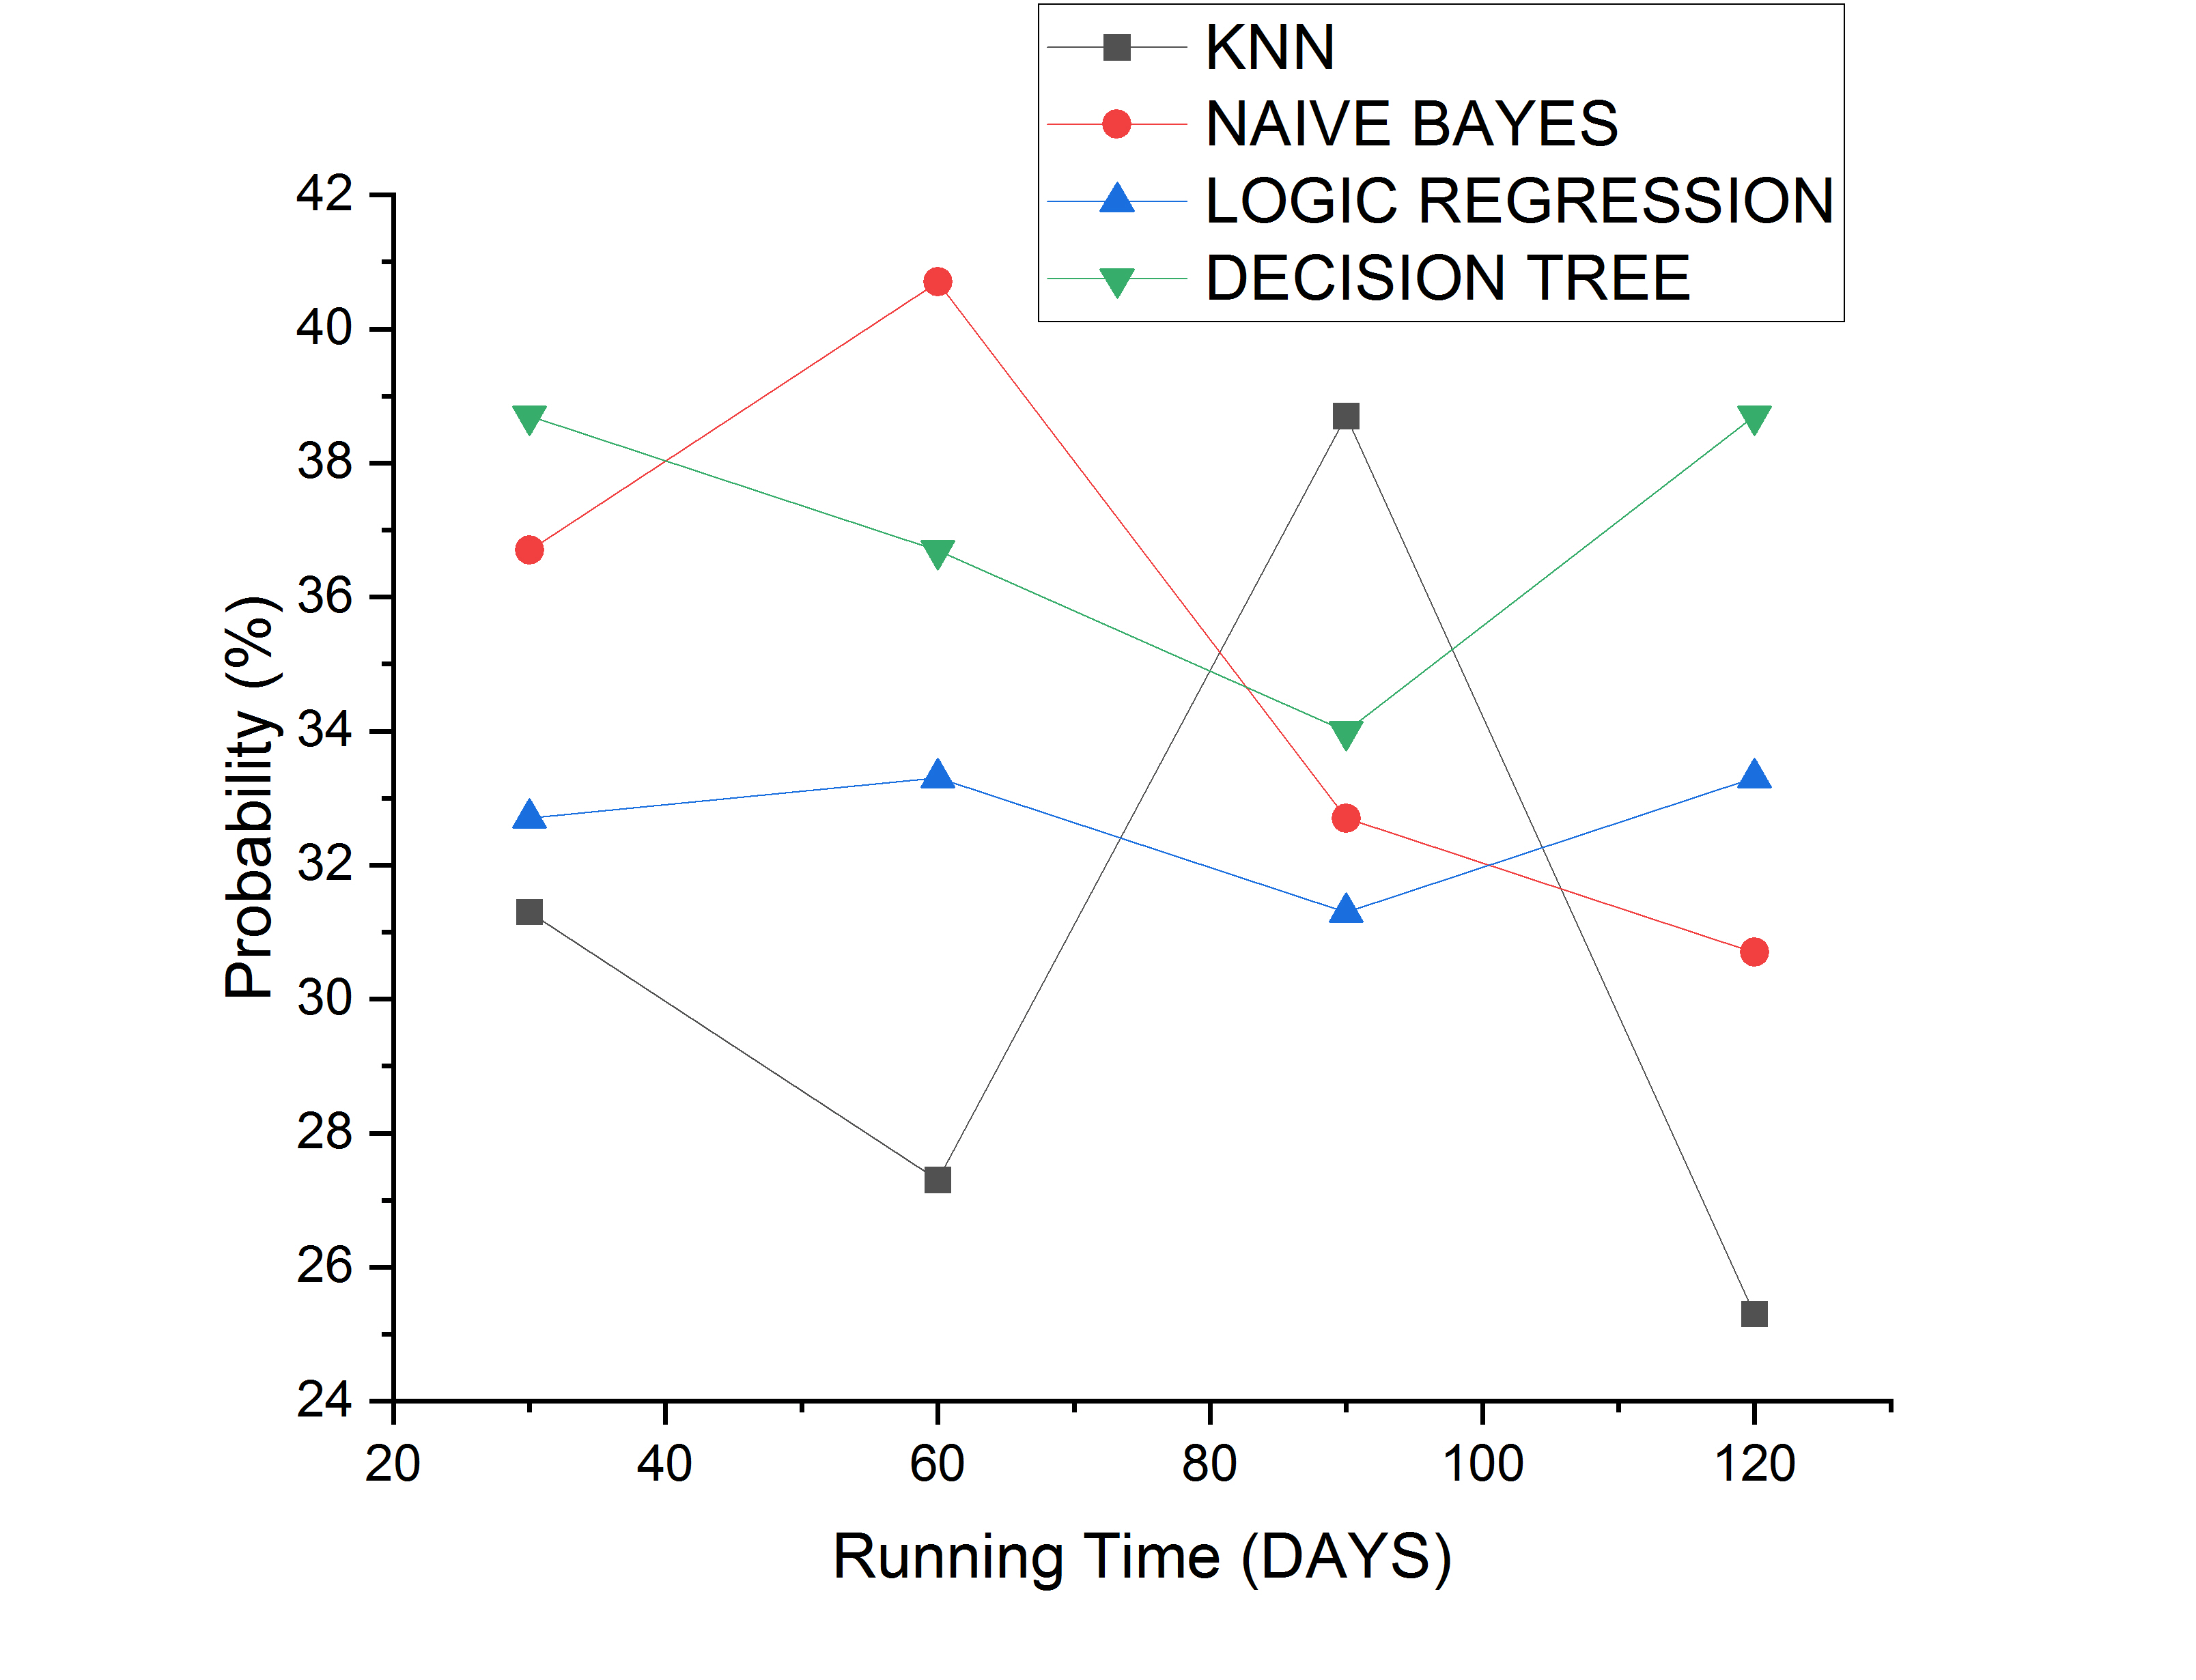 KNN
NAIVE BAYES
LOGIC REGRESSION
DECISION TREE
42
40
38
36
34
32
30
28
26
24
Probability (%)
20 40 60 80 100 120
Running Time (DAYS)